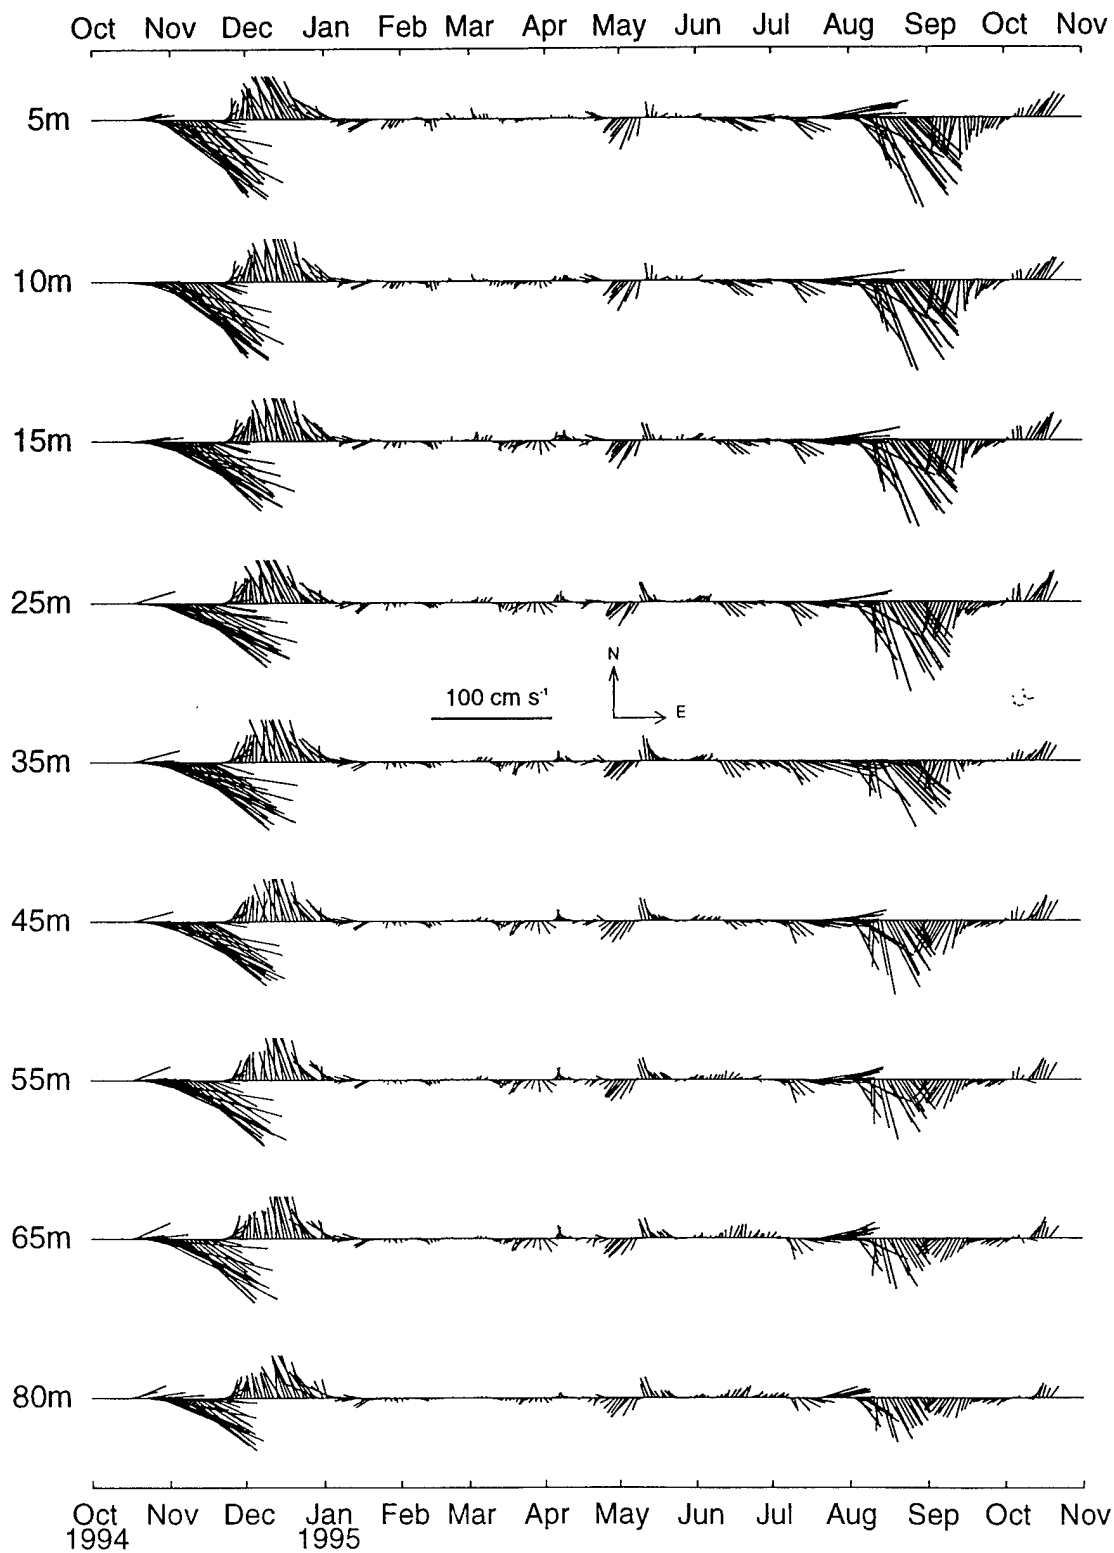 Oct Nov Dec Jan Feb Mar Apr May Jun Jul Aug Sep Oct Nov
5m
10m
15m
25m
N
100 cm s⁻¹
E
35m
45m
55m
65m
80m
Oct Nov Dec Jan Feb Mar Apr May Jun Jul Aug Sep Oct Nov
1994 1995